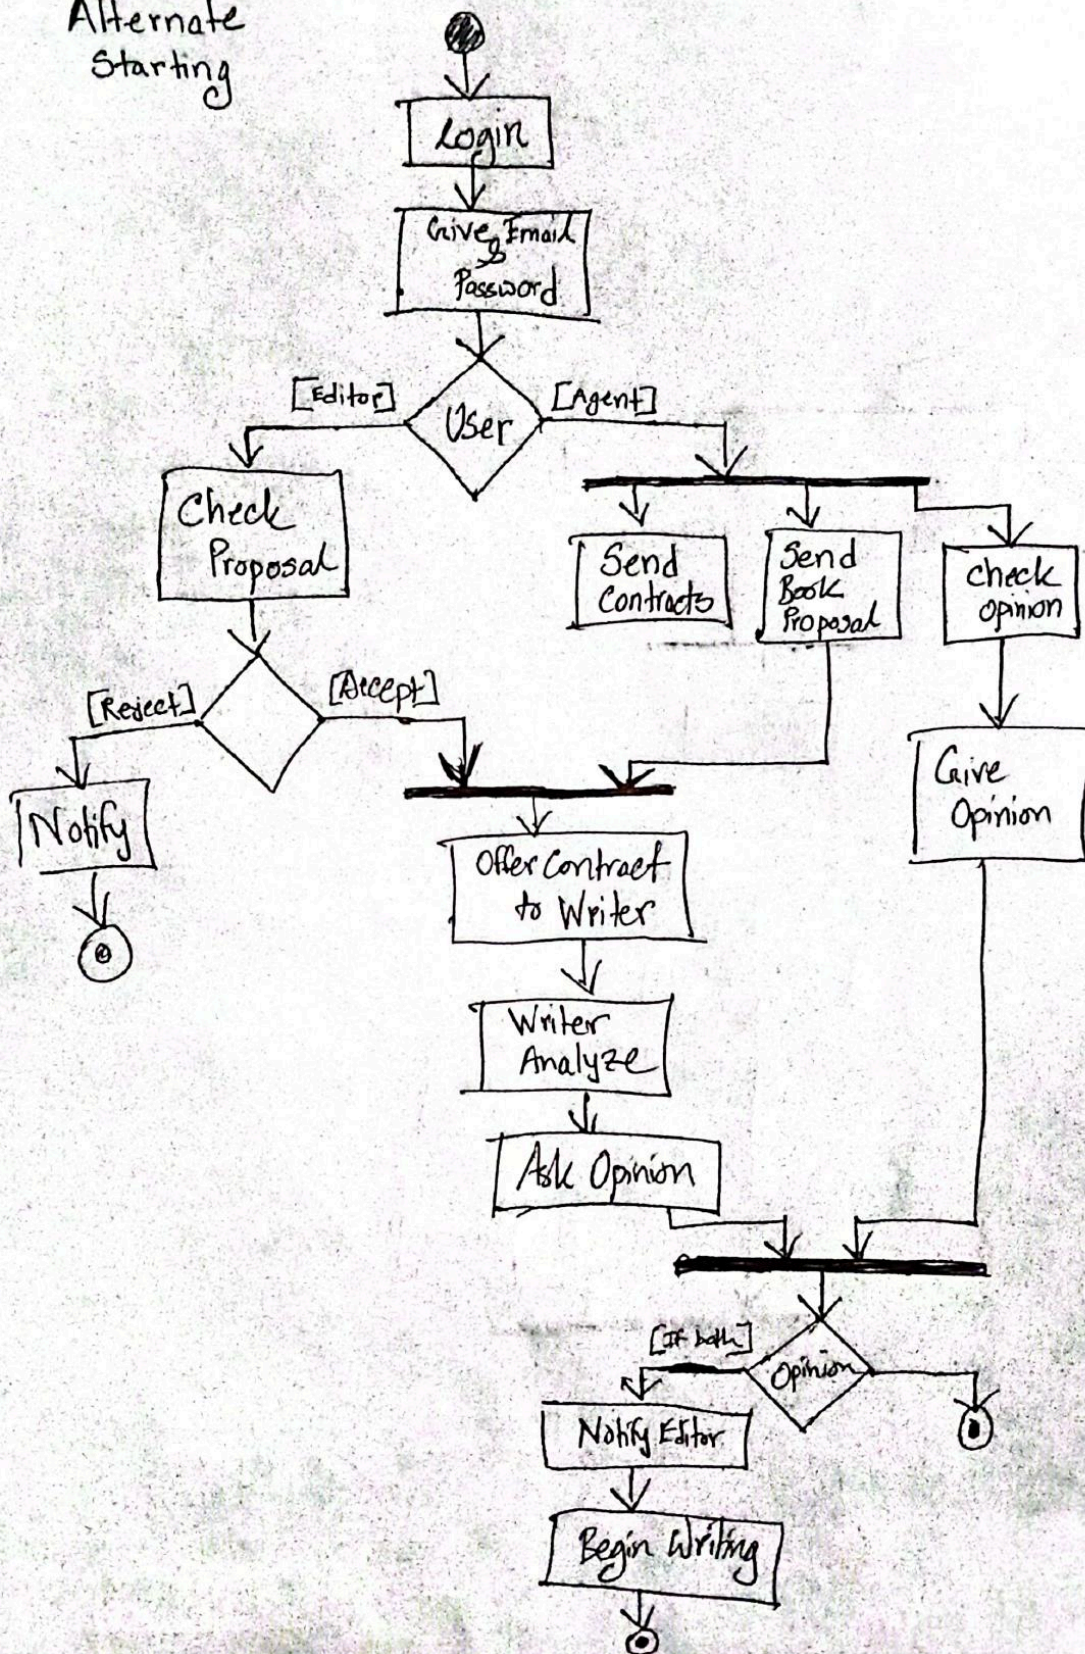 Alternate
Starting
Login
Give Email
&
Password
[Editor]
User
[Agent]
Check
Proposal
Send
Contracts
Send
Book
Proposal
Check
Opinion
[Reject]
[Accept]
Notify
Give
Opinion
Offer Contract
to Writer
Writer
Analyze
Ask Opinion
[If both]
Opinion
Notify Editor
Begin Writing